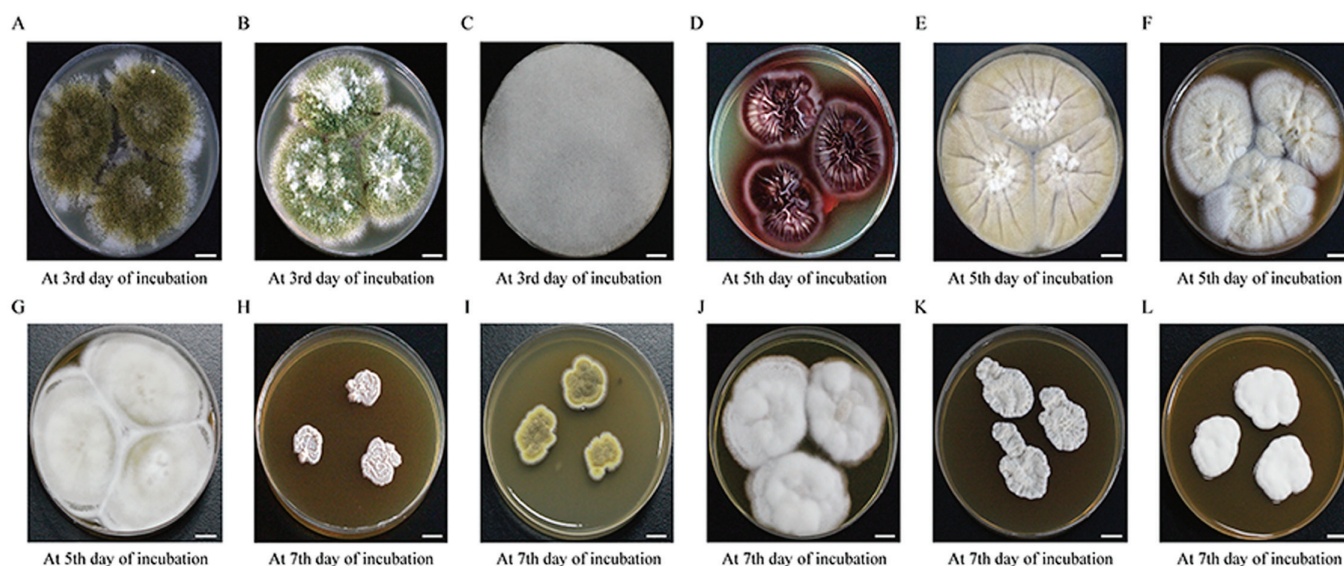 A B C D E F
At 3rd day of incubation At 3rd day of incubation At 3rd day of incubation At 5th day of incubation At 5th day of incubation At 5th day of incubation
G H I J K L
At 5th day of incubation At 7th day of incubation At 7th day of incubation At 7th day of incubation At 7th day of incubation At 7th day of incubation